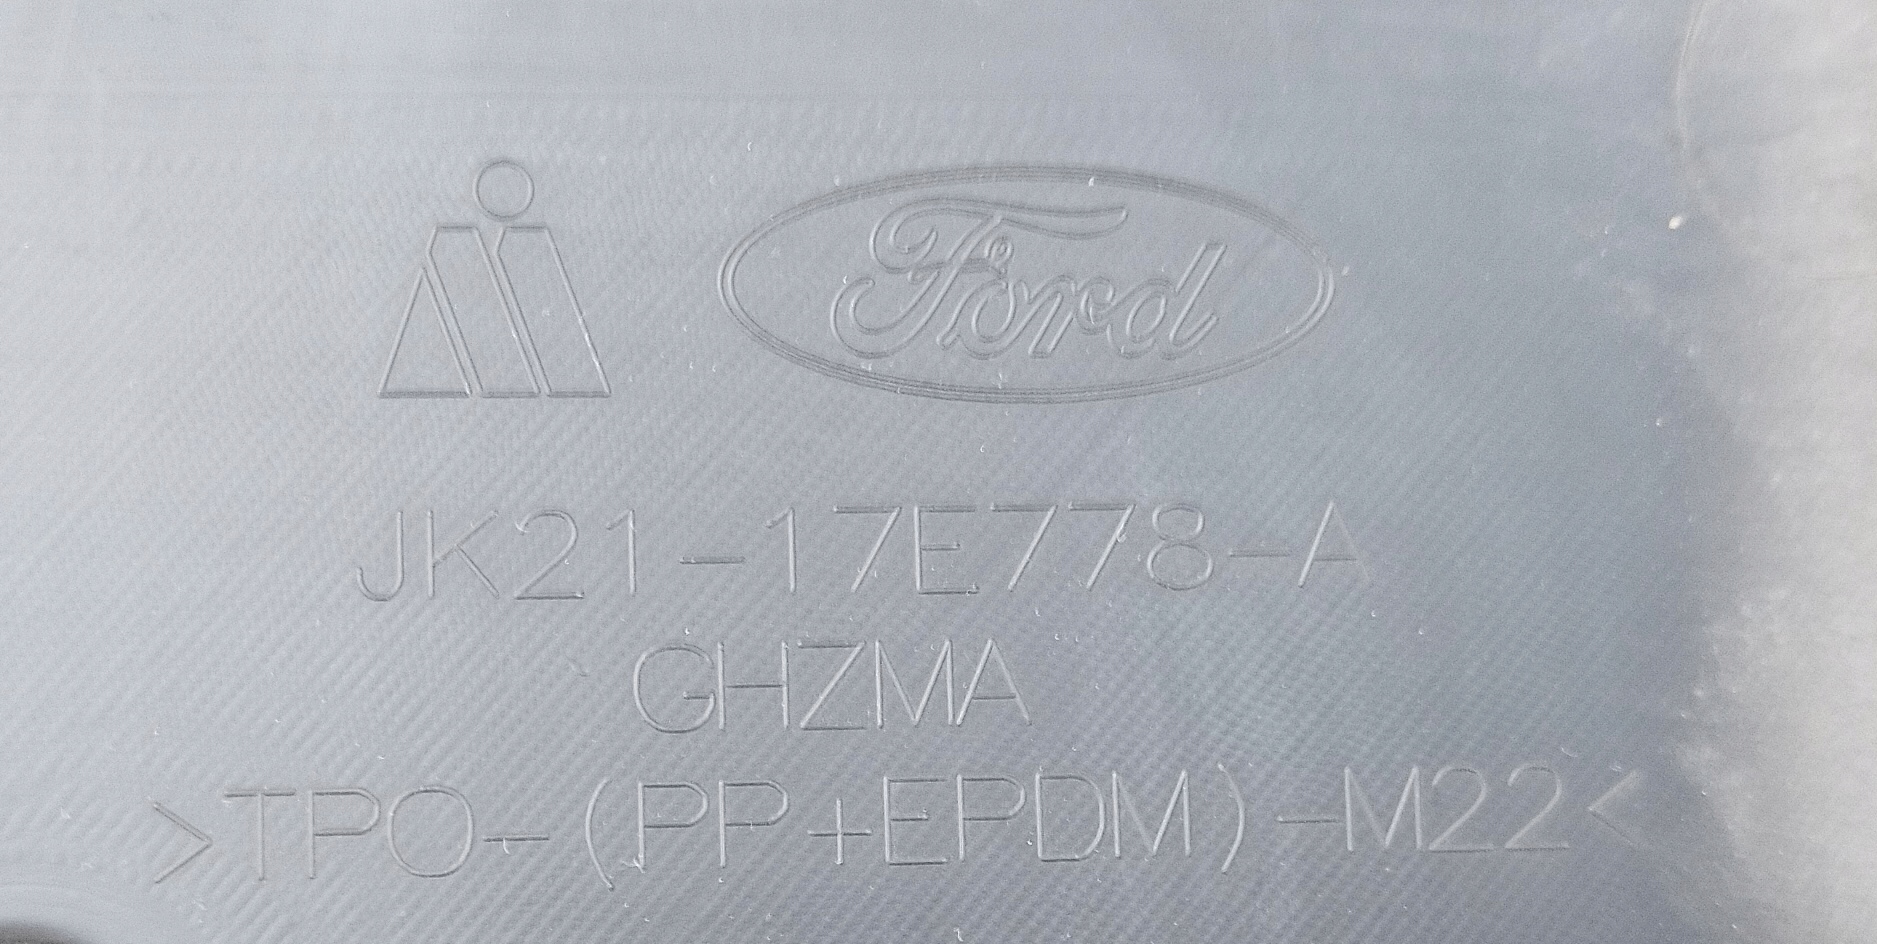 Ford
JK21-17E778-A
GHZMA
>TPO-(PP+EPDM)-M22<